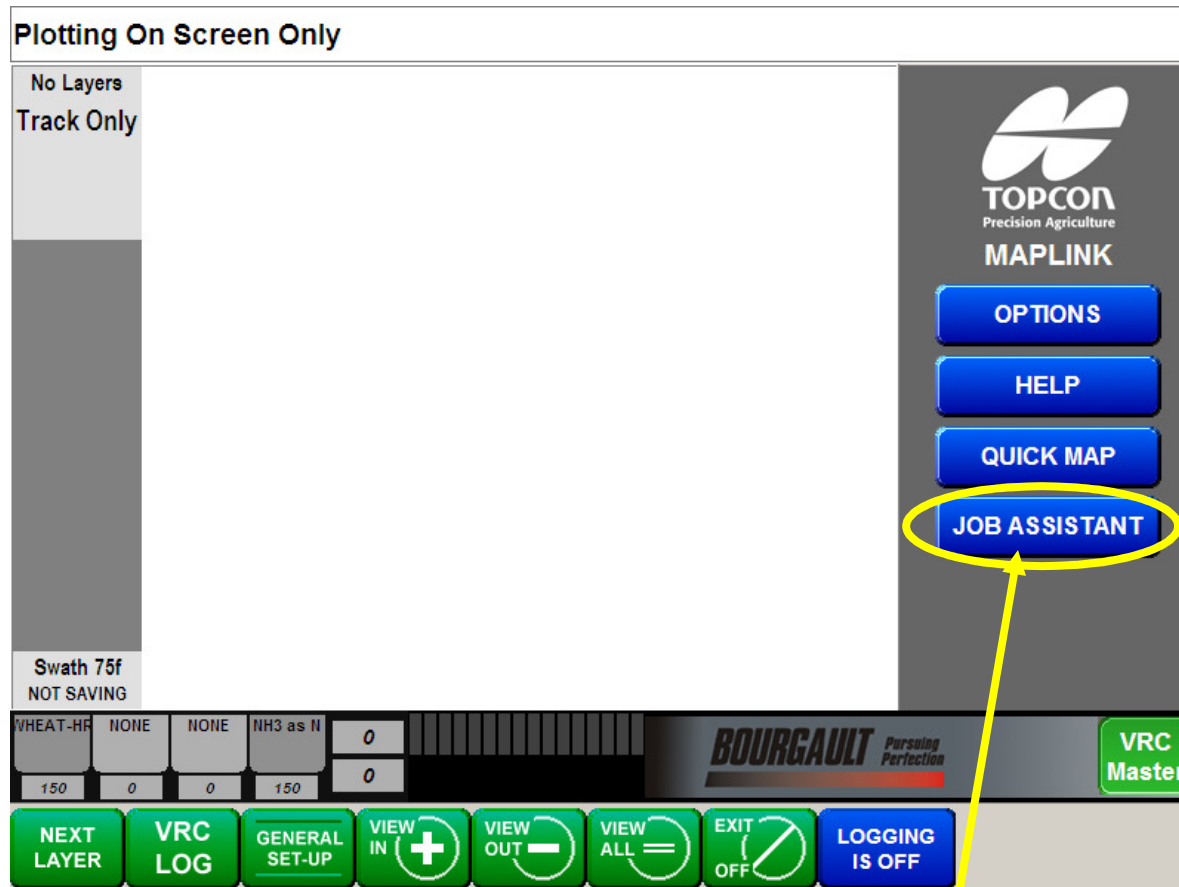 Plotting On Screen Only
No Layers
Track Only
TOPCON
Precision Agriculture
MAPLINK
OPTIONS
HELP
QUICK MAP
JOB ASSISTANT
Swath 75f
NOT SAVING
WHEAT-HR
NONE
NONE
NH3 as N
150
0
0
150
0
0
BOURGAULT
Pursuing
Perfection
VRC
Master
NEXT
LAYER
VRC
LOG
GENERAL
SET-UP
VIEW
IN
VIEW
OUT
VIEW
ALL
EXIT
OFF
LOGGING
IS OFF